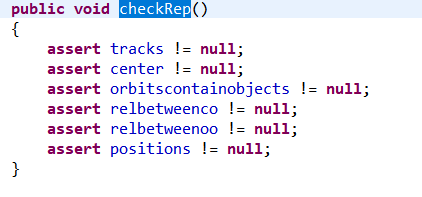 public void checkRep()
{
    assert tracks != null;
    assert center != null;
    assert orbitscontainobjects != null;
    assert relbetweenco != null;
    assert relbetweenoo != null;
    assert positions != null;
}